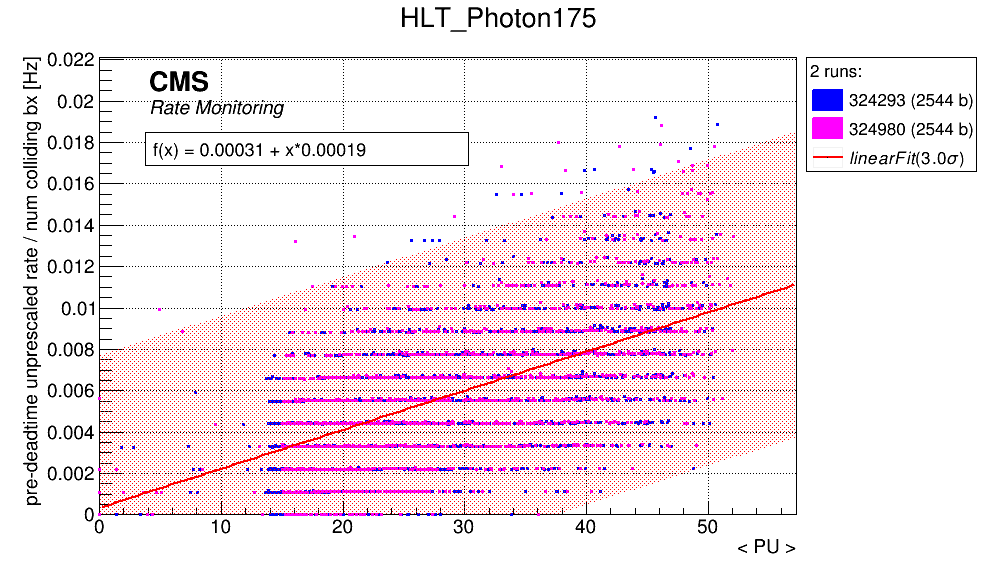 HLT_Photon175
pre-deadtime unprescaled rate / num colliding bx [Hz]
0.022
0.02
0.018
0.016
0.014
0.012
0.01
0.008
0.006
0.004
0.002
0
CMS
Rate Monitoring
f(x) = 0.00031 + x*0.00019
0 10 20 30 40 50
< PU >
2 runs:
324293 (2544 b)
324980 (2544 b)
linearFit(3.0σ)